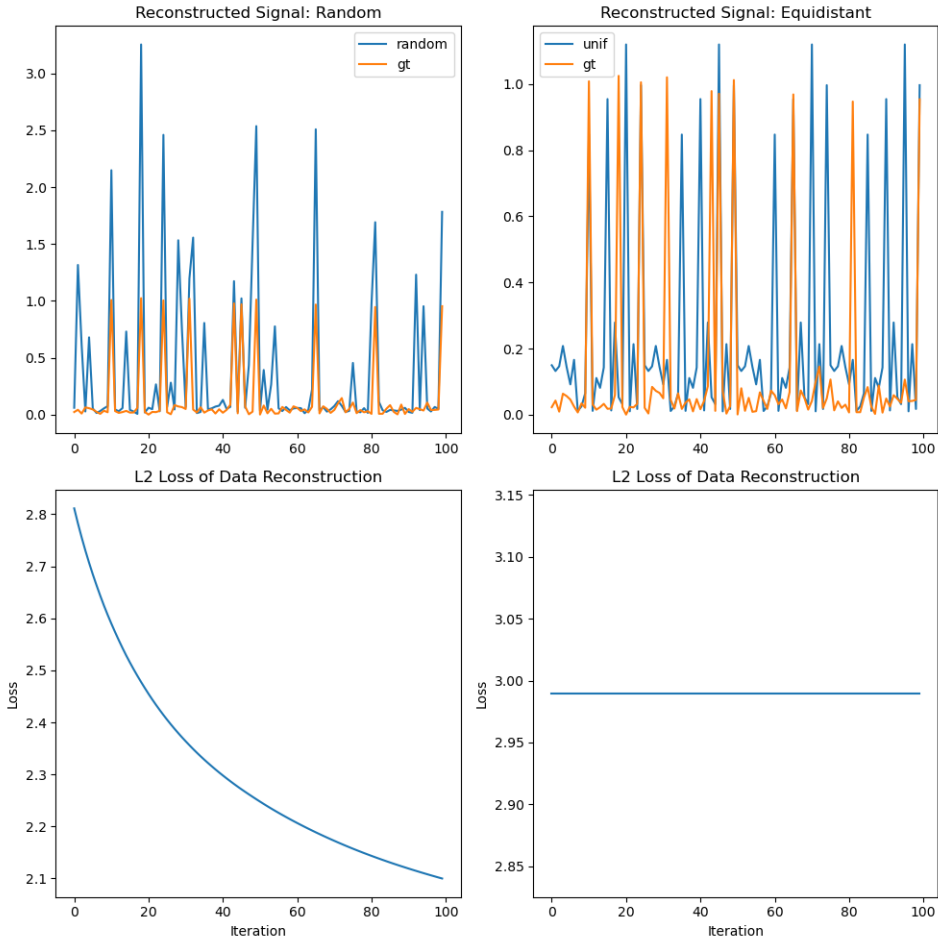 Reconstructed Signal: Random
random
gt
3.0
2.5
2.0
1.5
1.0
0.5
0.0
0 20 40 60 80 100
Reconstructed Signal: Equidistant
unif
gt
1.0
0.8
0.6
0.4
0.2
0.0
0 20 40 60 80 100
L2 Loss of Data Reconstruction
Loss
2.8
2.7
2.6
2.5
2.4
2.3
2.2
2.1
0 20 40 60 80 100
Iteration
L2 Loss of Data Reconstruction
Loss
3.15
3.10
3.05
3.00
2.95
2.90
2.85
0 20 40 60 80 100
Iteration